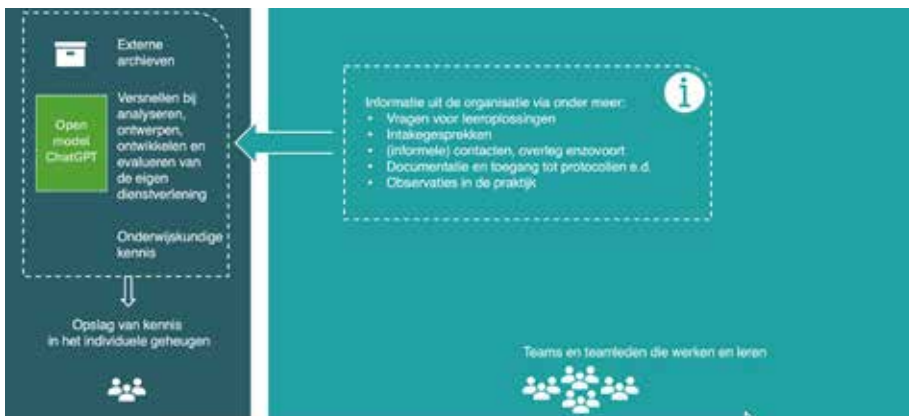 Externe
archieven
Open
model
ChatGPT
Versnellen bij
analyseren,
ontwerpen,
ontwikkelen en
evalueren van
de eigen
dienstverlening
Onderwijskundige
kennis
Opslag van kennis
in het individuele geheugen
Informatie uit de organisatie via onder meer:
• Vragen voor leeroplossingen
• Intakegesprekken
• (informele) contacten, overleg enzovoort
• Documentatie en toegang tot protocollen e.d.
• Observaties in de praktijk
Teams en teamleden die werken en leren